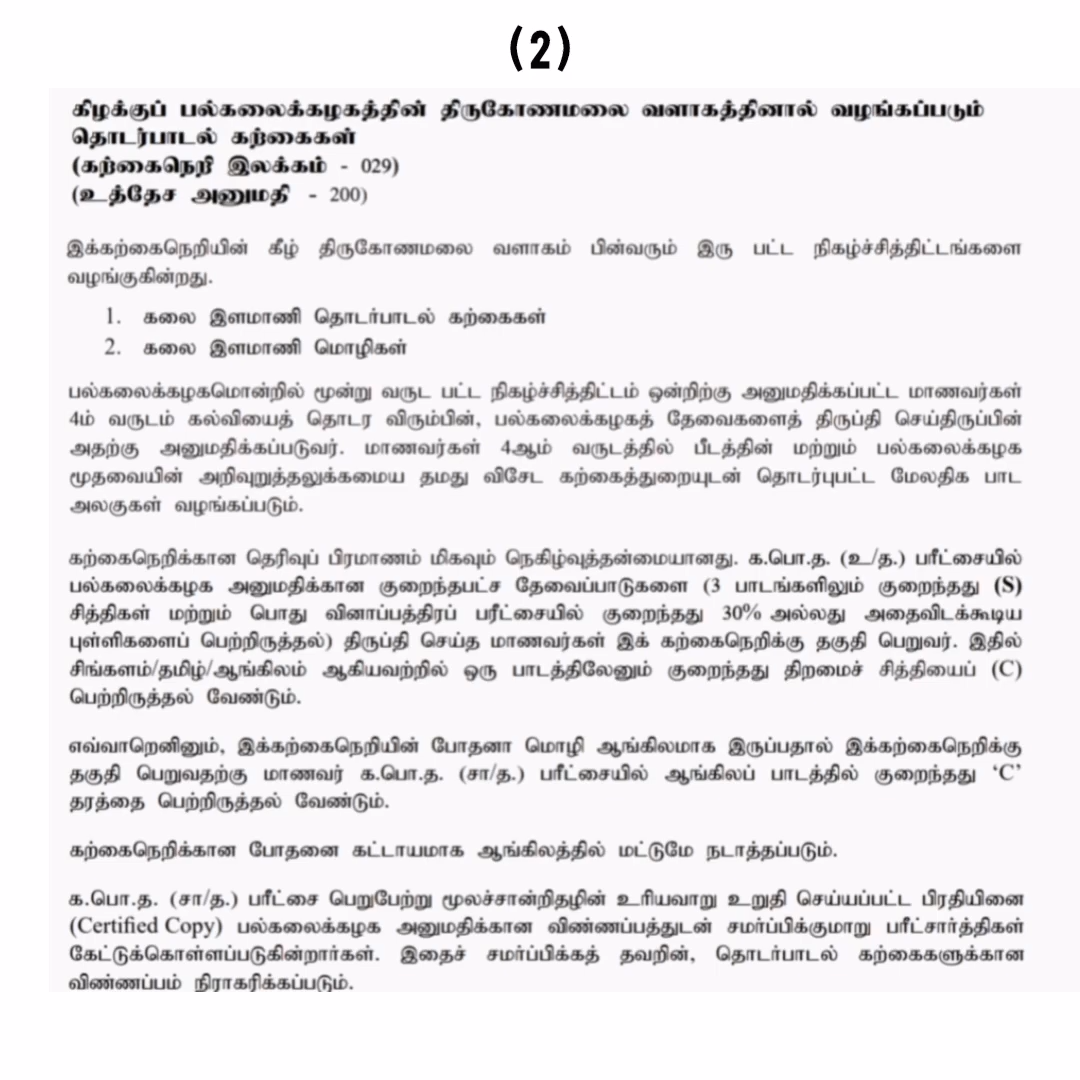 (2)
கிழக்குப் பல்கலைக்கழகத்தின் திருகோணமலை வளாகத்தினால் வழங்கப்படும்
தொடர்பாடல் கற்கைகள்
(கற்கைநெறி இலக்கம் - 029)
(உத்தேச அனுமதி - 200)
இக்கற்கைநெறியின் கீழ் திருகோணமலை வளாகம் பின்வரும் இரு பட்ட நிகழ்ச்சித்திட்டங்களை
வழங்குகின்றது.
1. கலை இளமாணி தொடர்பாடல் கற்கைகள்
2. கலை இளமாணி மொழிகள்
பல்கலைக்கழகமொன்றில் மூன்று வருட பட்ட நிகழ்ச்சித்திட்டம் ஒன்றிற்கு அனுமதிக்கப்பட்ட மாணவர்கள்
4ம் வருடம் கல்வியைத் தொடர விரும்பின், பல்கலைக்கழகத் தேவைகளைத் திருப்தி செய்திருப்பின்
அதற்கு அனுமதிக்கப்படுவர். மாணவர்கள் 4ஆம் வருடத்தில் பீடத்தின் மற்றும் பல்கலைக்கழக
மூதவையின் அறிவுறுத்தலுக்கமைய தமது விசேட கற்கைத்துறையுடன் தொடர்புபட்ட மேலதிக பாட
அலகுகள் வழங்கப்படும்.
கற்கைநெறிக்கான தெரிவுப் பிரமாணம் மிகவும் நெகிழ்வுத்தன்மையானது. க.பொ.த. (உ/த.) பரீட்சையில்
பல்கலைக்கழக அனுமதிக்கான குறைந்தபட்ச தேவைப்பாடுகளை (3 பாடங்களிலும் குறைந்தது (S)
சித்திகள் மற்றும் பொது வினாப்பத்திரப் பரீட்சையில் குறைந்தது 30% அல்லது அதைவிடக்கூடிய
புள்ளிகளைப் பெற்றிருத்தல்) திருப்தி செய்த மாணவர்கள் இக் கற்கைநெறிக்கு தகுதி பெறுவர். இதில்
சிங்களம்/தமிழ்/ஆங்கிலம் ஆகியவற்றில் ஒரு பாடத்திலேனும் குறைந்தது திறமைச் சித்தியைப் (C)
பெற்றிருத்தல் வேண்டும்.
எவ்வாறெனினும், இக்கற்கைநெறியின் போதனா மொழி ஆங்கிலமாக இருப்பதால் இக்கற்கைநெறிக்கு
தகுதி பெறுவதற்கு மாணவர் க.பொ.த. (சா/த.) பரீட்சையில் ஆங்கிலப் பாடத்தில் குறைந்தது ‘C’
தரத்தை பெற்றிருத்தல் வேண்டும்.
கற்கைநெறிக்கான போதனை கட்டாயமாக ஆங்கிலத்தில் மட்டுமே நடாத்தப்படும்.
க.பொ.த. (சா/த.) பரீட்சை பெறுபேற்று மூலச்சான்றிதழின் உரியவாறு உறுதி செய்யப்பட்ட பிரதியினை
(Certified Copy) பல்கலைக்கழக அனுமதிக்கான விண்ணப்பத்துடன் சமர்ப்பிக்குமாறு பரீட்சார்த்திகள்
கேட்டுக்கொள்ளப்படுகின்றார்கள். இதைச் சமர்ப்பிக்கத் தவறின், தொடர்பாடல் கற்கைகளுக்கான
விண்ணப்பம் நிராகரிக்கப்படும்.